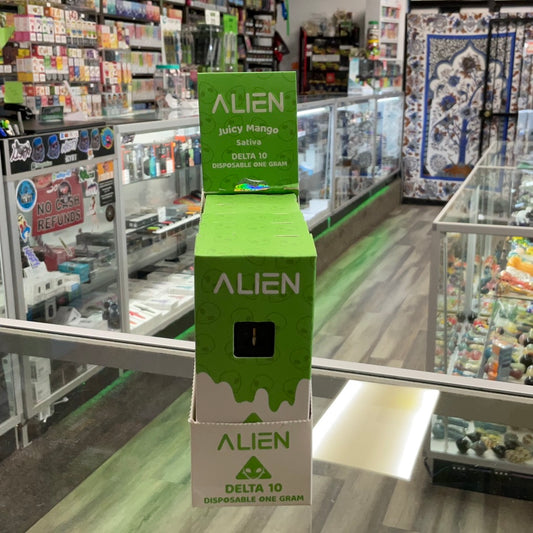 ALIEN
Juicy Mango
Sativa
DELTA 10
DISPOSABLE ONE GRAM
ALIEN
ALIEN
DELTA 10
DISPOSABLE ONE GRAM
NO CASH
REFUNDS